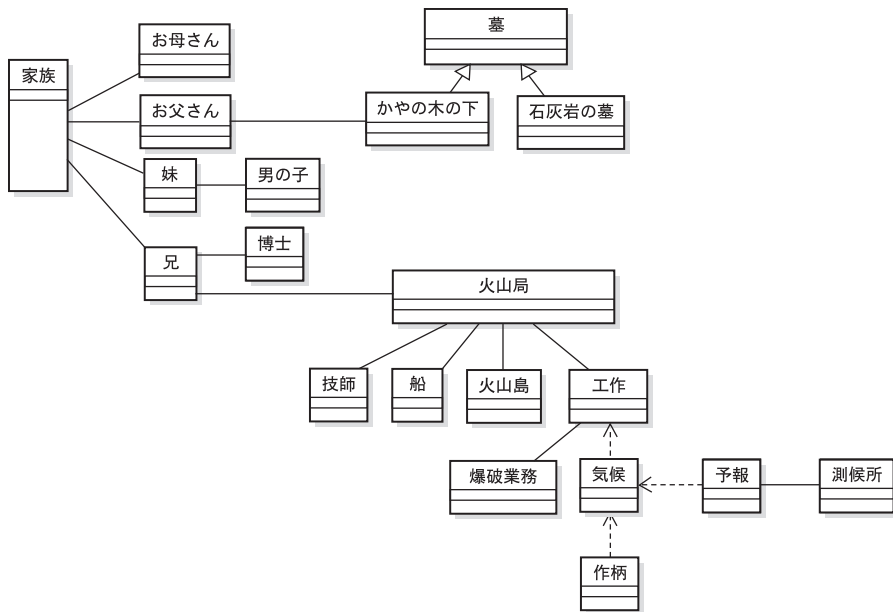 墓
お母さん
家族
お父さん
かやの木の下
石灰岩の墓
妹
男の子
博士
兄
火山局
技師
船
火山島
工作
爆破業務
気候
予報
測候所
作柄